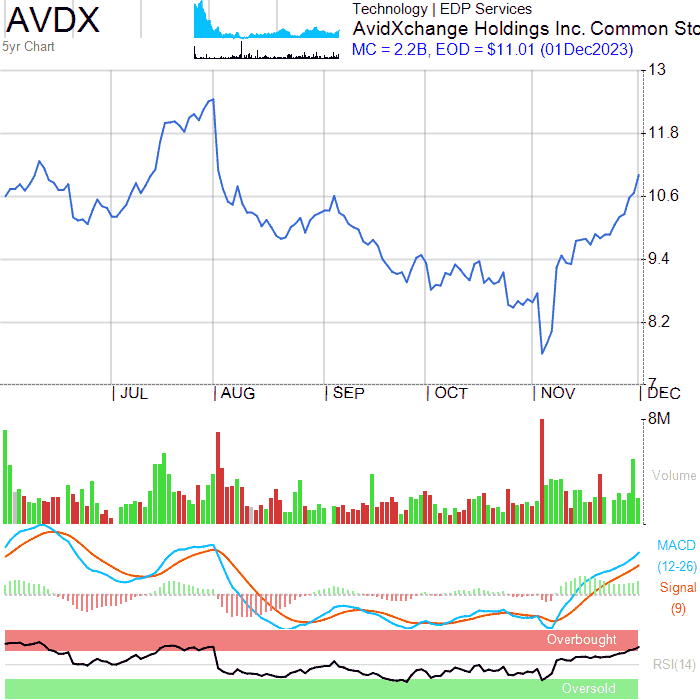 AVDX
5yr Chart
Technology | EDP Services
AvidXchange Holdings Inc. Common Sto
MC = 2.2B, EOD = $11.01 (01Dec2023)
13
11.8
10.6
9.4
8.2
7
JUL AUG SEP OCT NOV DEC
8M
Volume
MACD
(12-26)
Signal
(9)
Overbought
RSI(14)
Oversold